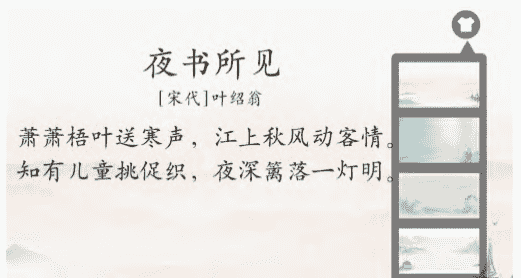 夜书所见
[宋代]叶绍翁
萧萧梧叶送寒声，江上秋风动客情。
知有儿童挑促织，夜深篱落一灯明。